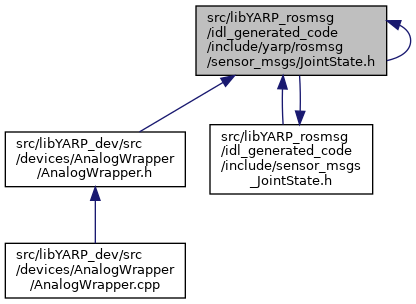 src/libYARP_rosmsg
/idl_generated_code
/include/yarp/rosmsg
/sensor_msgs/JointState.h
src/libYARP_dev/src
/devices/AnalogWrapper
/AnalogWrapper.h
src/libYARP_rosmsg
/idl_generated_code
/include/sensor_msgs
_JointState.h
src/libYARP_dev/src
/devices/AnalogWrapper
/AnalogWrapper.cpp